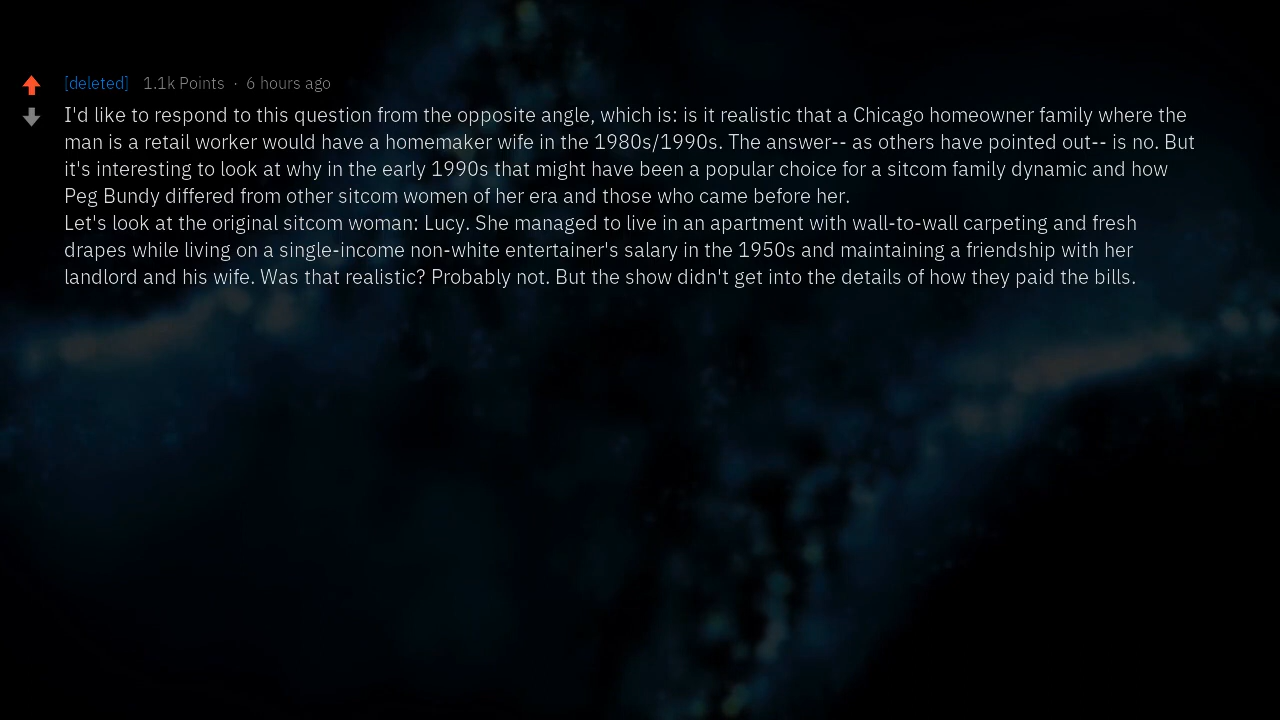 [deleted] 1.1k Points · 6 hours ago
I'd like to respond to this question from the opposite angle, which is: is it realistic that a Chicago homeowner family where the
man is a retail worker would have a homemaker wife in the 1980s/1990s. The answer-- as others have pointed out-- is no. But
it's interesting to look at why in the early 1990s that might have been a popular choice for a sitcom family dynamic and how
Peg Bundy differed from other sitcom women of her era and those who came before her.
Let's look at the original sitcom woman: Lucy. She managed to live in an apartment with wall-to-wall carpeting and fresh
drapes while living on a single-income non-white entertainer's salary in the 1950s and maintaining a friendship with her
landlord and his wife. Was that realistic? Probably not. But the show didn't get into the details of how they paid the bills.